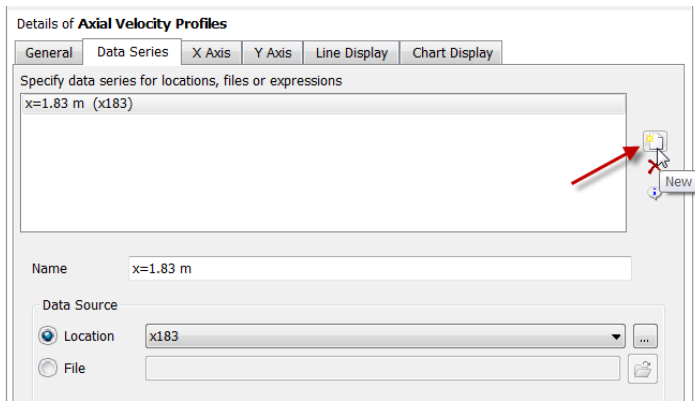 Details of Axial Velocity Profiles
General Data Series X Axis Y Axis Line Display Chart Display
Specify data series for locations, files or expressions
x=1.83 m (x183)
New
Name x=1.83 m
Data Source
Location x183 ...
File